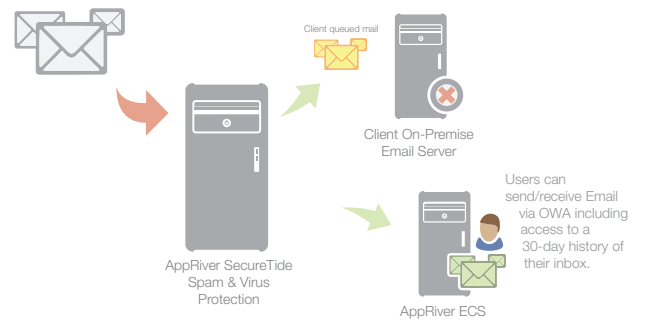 Client queued mail
Client On-Premise
Email Server
Users can
send/receive Email
via OWA including
access to a
30-day history of
their inbox.
AppRiver SecureTide
Spam & Virus
Protection
AppRiver ECS